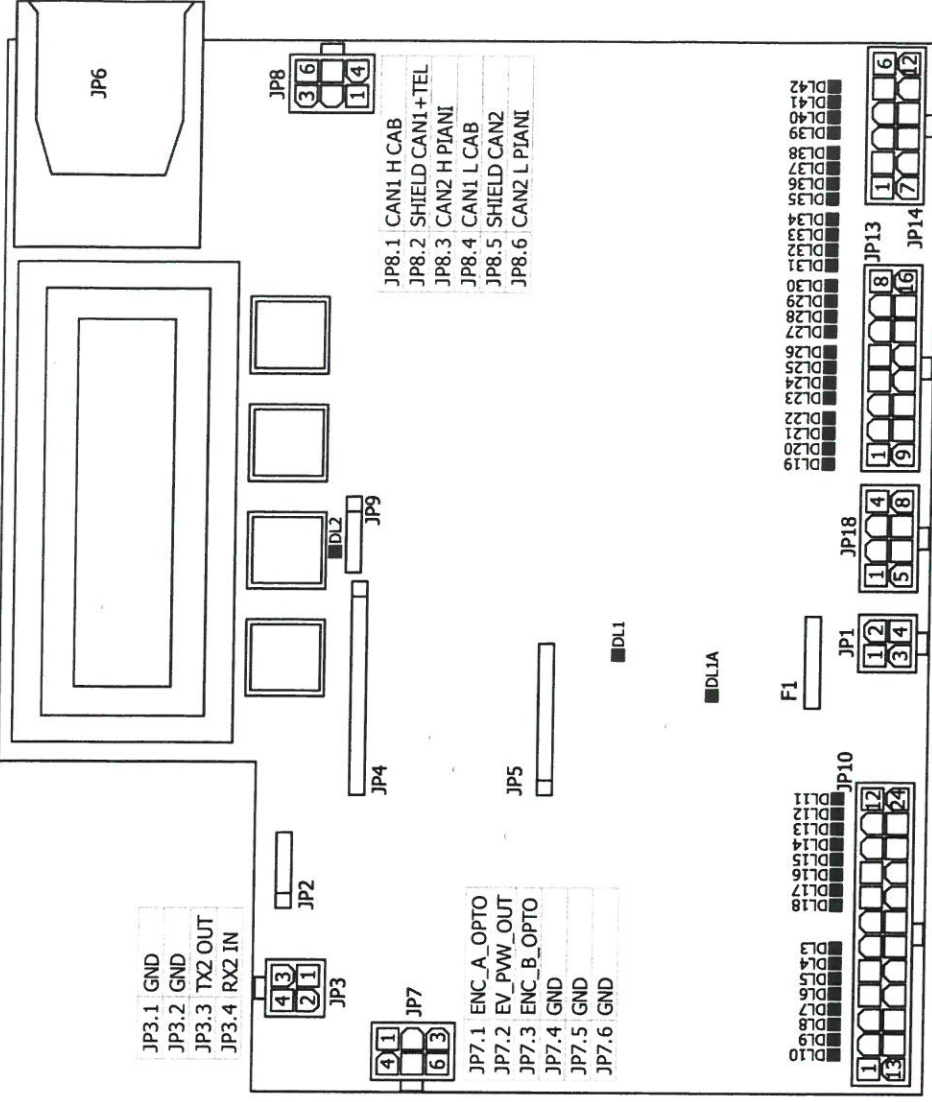 JP6
JP8
3 6
1 4
JP8.1 CAN1 H CAB
JP8.2 SHIELD CAN1+TEL
JP8.3 CAN2 H PIANI
JP8.4 CAN1 L CAB
JP8.5 SHIELD CAN2
JP8.6 CAN2 L PIANI
DL2
JP9
JP4
JP2
JP3.1 GND
JP3.2 GND
JP3.3 TX2 OUT
JP3.4 RX2 IN
4 3
2 1
JP3
JP7
4 1
6 3
JP7.1 ENC_A_OPTO
JP7.2 EV_PVW_OUT
JP7.3 ENC_B_OPTO
JP7.4 GND
JP7.5 GND
JP7.6 GND
JP5
DL1
DL1A
F1
DL10
DL9
DL8
DL7
DL6
DL5
DL4
DL3
DL18
DL17
DL16
DL15
DL14
DL13
DL12
DL11
JP10
1 12
13 24
JP1
1 2
3 4
JP18
1 4
5 8
DL19
DL20
DL21
DL22
DL23
DL24
DL25
DL26
DL27
DL28
DL29
DL30
DL31
DL32
DL33
DL34
DL35
DL36
DL37
DL38
DL39
DL40
DL41
DL42
JP13
1 8
9 16
JP14
1 6
7 12